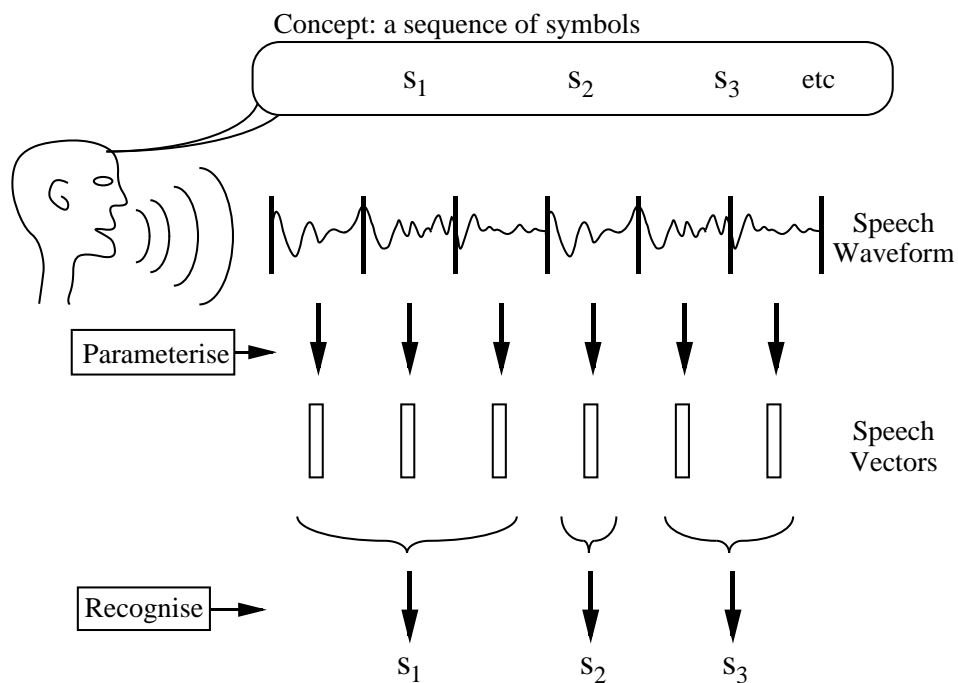 Concept: a sequence of symbols
s1 s2 s3 etc
Speech
Waveform
Parameterise
Speech
Vectors
Recognise
s1 s2 s3